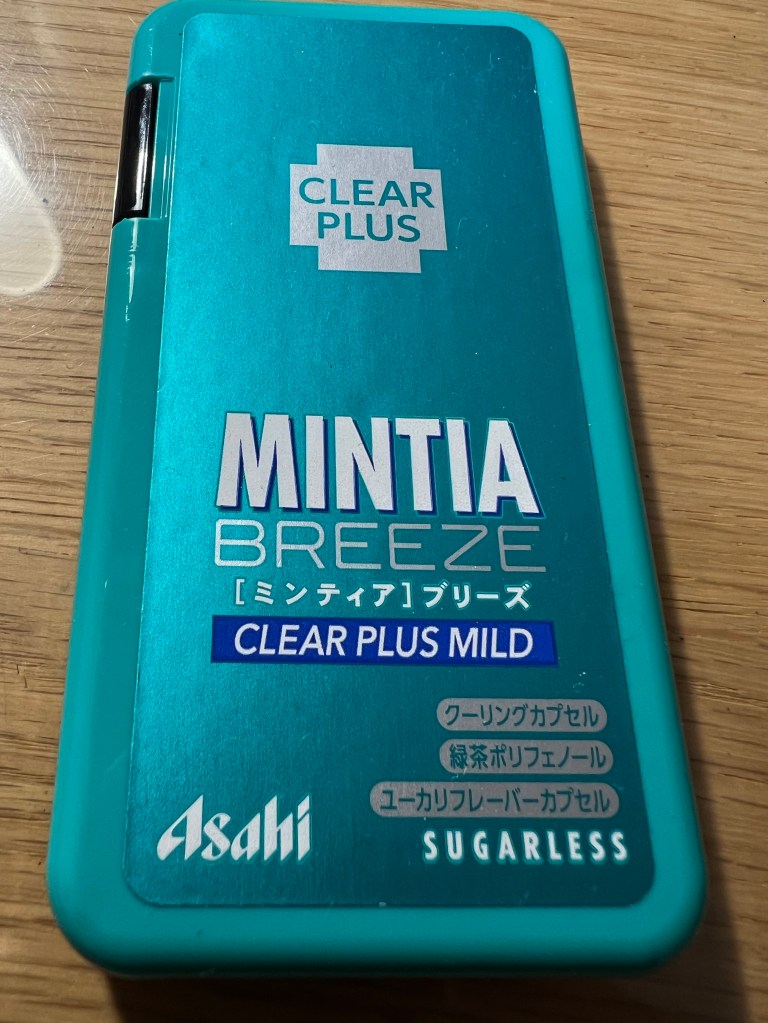 CLEAR
PLUS
MINTIA
BREEZE
[ミンティア]ブリーズ
CLEAR PLUS MILD
クーリングカプセル
緑茶ポリフェノール
ユーカリフレーバーカプセル
Asahi
SUGARLESS